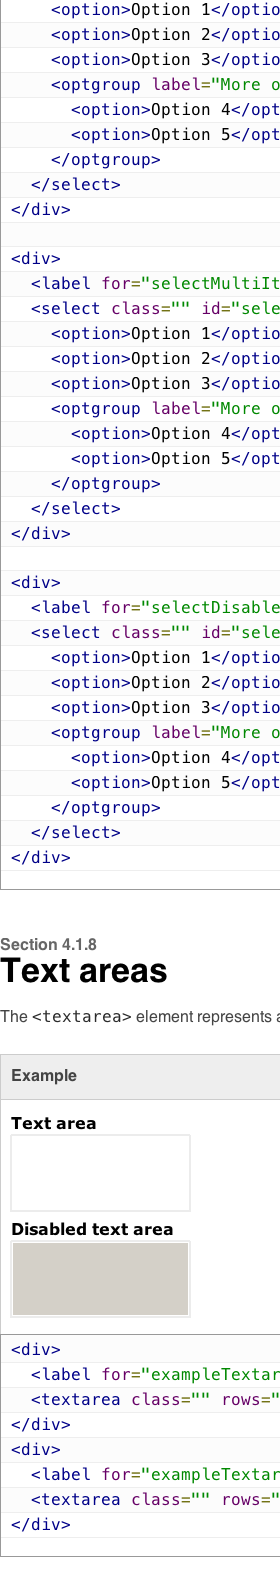 <option>Option 1</optio
<option>Option 2</optio
<option>Option 3</optio
<optgroup label="More o
<option>Option 4</opt
<option>Option 5</opt
</optgroup>
</select>
</div>
<div>
<label for="selectMultiIt
<select class="" id="sele
<option>Option 1</optio
<option>Option 2</optio
<option>Option 3</optio
<optgroup label="More o
<option>Option 4</opt
<option>Option 5</opt
</optgroup>
</select>
</div>
<div>
<label for="selectDisable
<select class="" id="sele
<option>Option 1</optio
<option>Option 2</optio
<option>Option 3</optio
<optgroup label="More o
<option>Option 4</opt
<option>Option 5</opt
</optgroup>
</select>
</div>
Section 4.1.8
Text areas
The <textarea> element represents a
Example
Text area
Disabled text area
<div>
<label for="exampleTextar
<textarea class="" rows="
</div>
<div>
<label for="exampleTextar
<textarea class="" rows="
</div>